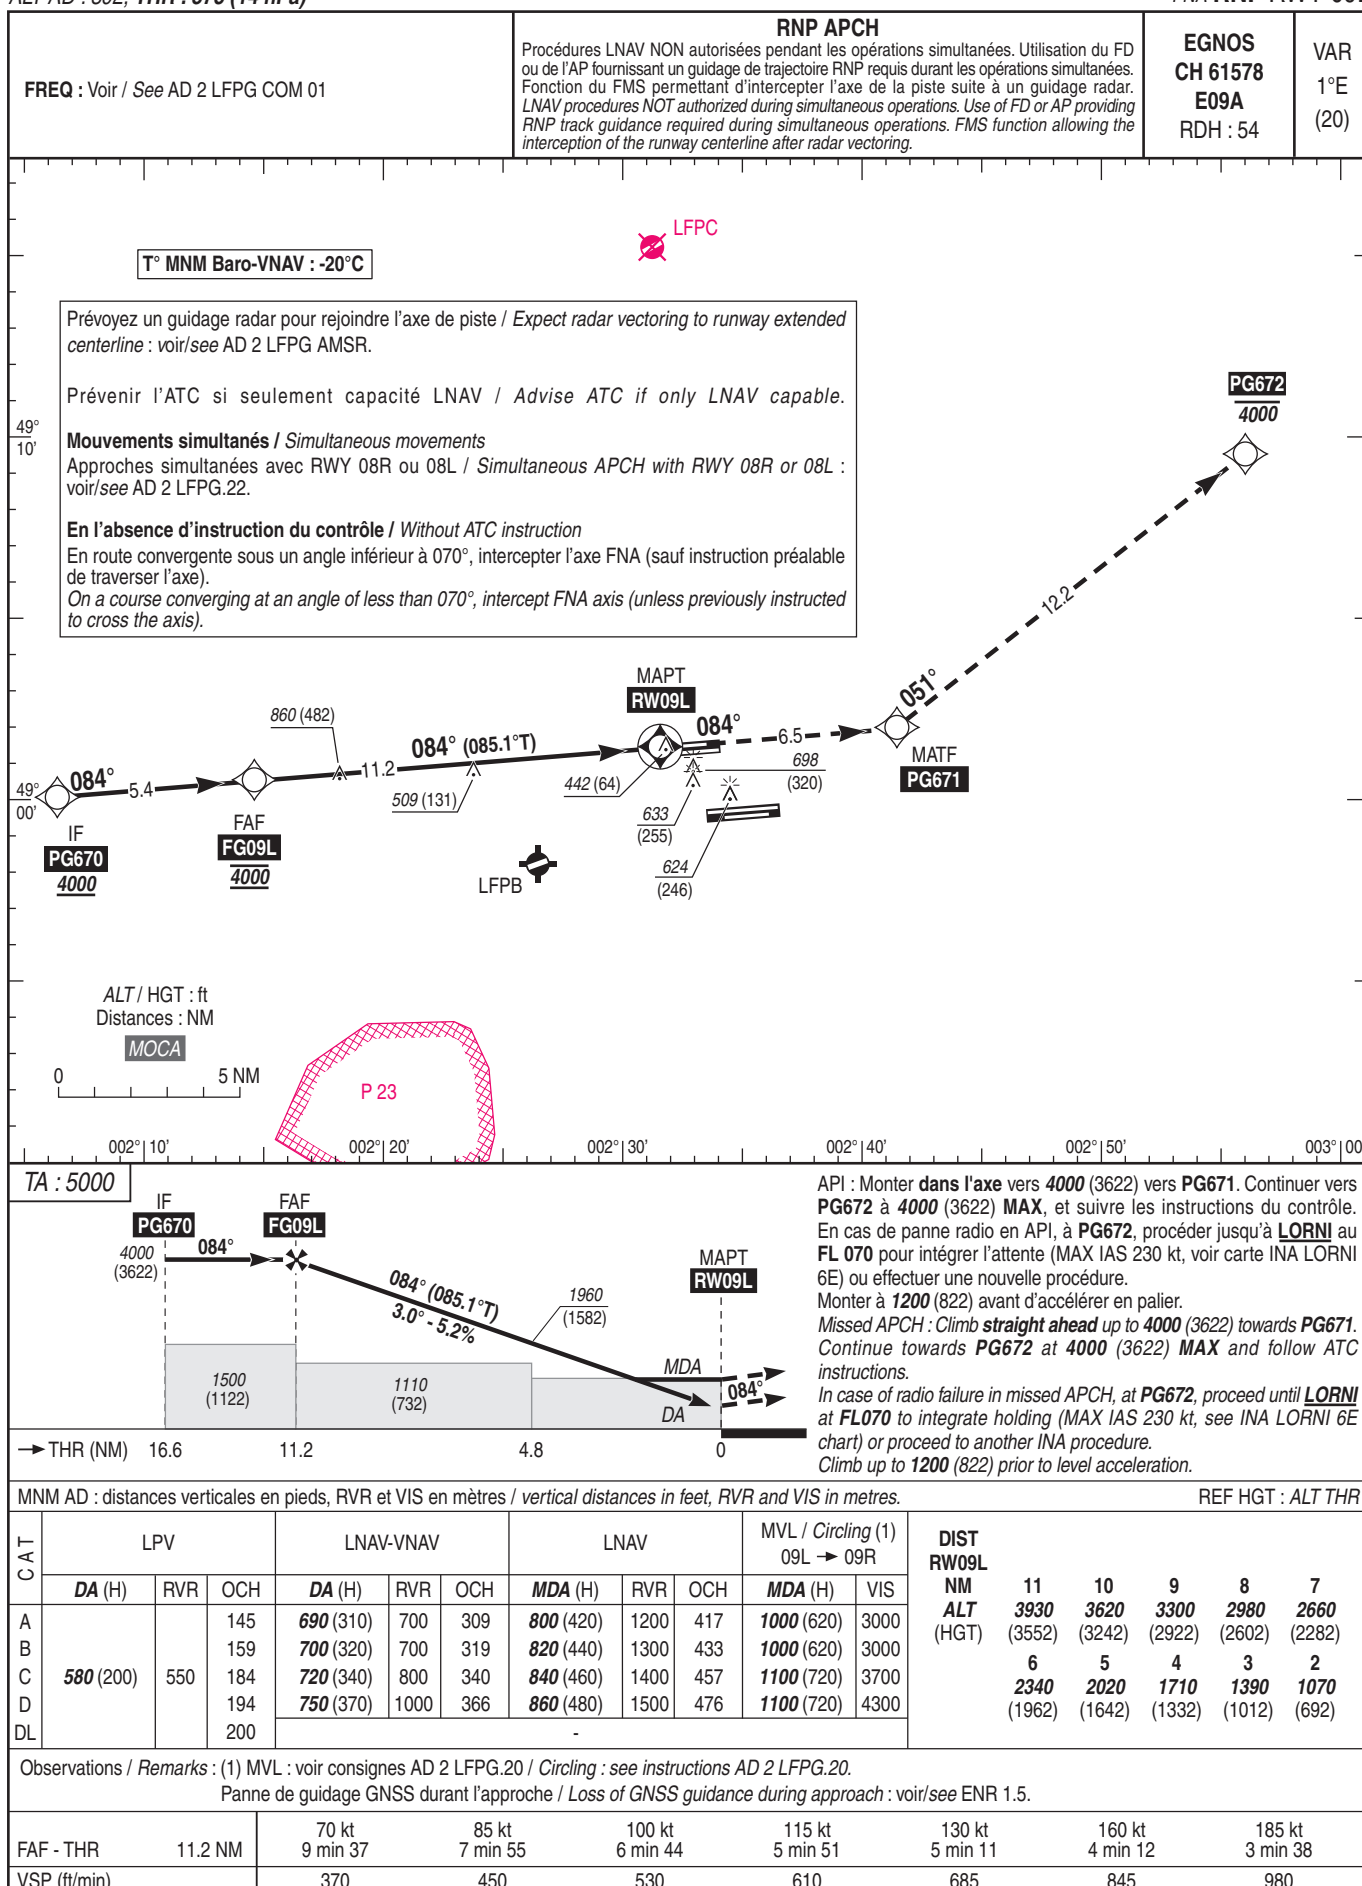 FREQ : Voir / See AD 2 LFPG COM 01
RNP APCH
Procédures LNAV NON autorisées pendant les opérations simultanées. Utilisation du FD
ou de l'AP fournissant un guidage de trajectoire RNP requis durant les opérations simultanées.
Fonction du FMS permettant d'intercepter l'axe de la piste suite à un guidage radar.
LNAV procedures NOT authorized during simultaneous operations. Use of FD or AP providing
RNP track guidance required during simultaneous operations. FMS function allowing the
interception of the runway centerline after radar vectoring.
EGNOS
CH 61578
E09A
RDH : 54
VAR
1°E
(20)
LFPC
T° MNM Baro-VNAV : -20°C
Prévoyez un guidage radar pour rejoindre l'axe de piste / Expect radar vectoring to runway extended
centerline : voir/see AD 2 LFPG AMSR.
Prévenir l'ATC si seulement capacité LNAV / Advise ATC if only LNAV capable.
Mouvements simultanés / Simultaneous movements
Approches simultanées avec RWY 08R ou 08L / Simultaneous APCH with RWY 08R or 08L :
voir/see AD 2 LFPG.22.
En l'absence d'instruction du contrôle / Without ATC instruction
En route convergente sous un angle inférieur à 070°, intercepter l'axe FNA (sauf instruction préalable
de traverser l'axe).
On a course converging at an angle of less than 070°, intercept FNA axis (unless previously instructed
to cross the axis).
PG672
4000
49°
10'
12.2
051°
MAPT
RW09L
084°
6.5
MATF
PG671
860 (482)
084° (085.1°T)
11.2
509 (131)
442 (64)
698
(320)
633
(255)
624
(246)
49°
00'
084°
5.4
IF
PG670
4000
FAF
FG09L
4000
LFPB
ALT / HGT : ft
Distances : NM
MOCA
0 5 NM
P 23
002° 10' 002° 20' 002° 30' 002° 40' 002° 50' 003° 00
TA : 5000
IF
PG670
FAF
FG09L
4000
(3622)
084°
084° (085.1°T)
3.0° - 5.2%
1960
(1582)
MAPT
RW09L
1500
(1122)
1110
(732)
MDA
DA
084°
THR (NM) 16.6 11.2 4.8 0
API : Monter dans l'axe vers 4000 (3622) vers PG671. Continuer vers
PG672 à 4000 (3622) MAX, et suivre les instructions du contrôle.
En cas de panne radio en API, à PG672, procéder jusqu'à LORNI au
FL 070 pour intégrer l'attente (MAX IAS 230 kt, voir carte INA LORNI
6E) ou effectuer une nouvelle procédure.
Monter à 1200 (822) avant d'accélérer en palier.
Missed APCH : Climb straight ahead up to 4000 (3622) towards PG671.
Continue towards PG672 at 4000 (3622) MAX and follow ATC
instructions.
In case of radio failure in missed APCH, at PG672, proceed until LORNI
at FL070 to integrate holding (MAX IAS 230 kt, see INA LORNI 6E
chart) or proceed to another INA procedure.
Climb up to 1200 (822) prior to level acceleration.
MNM AD : distances verticales en pieds, RVR et VIS en mètres / vertical distances in feet, RVR and VIS in metres. REF HGT : ALT THR
CAT LPV LNAV-VNAV LNAV MVL / Circling (1)
09L → 09R
DA (H) RVR OCH DA (H) RVR OCH MDA (H) RVR OCH MDA (H) VIS
A 145 690 (310) 700 309 800 (420) 1200 417 1000 (620) 3000
B 159 700 (320) 700 319 820 (440) 1300 433 1000 (620) 3000
C 580 (200) 550 184 720 (340) 800 340 840 (460) 1400 457 1100 (720) 3700
D 194 750 (370) 1000 366 860 (480) 1500 476 1100 (720) 4300
DL 200 -
DIST
RW09L
NM 11 10 9 8 7
ALT 3930 3620 3300 2980 2660
(HGT) (3552) (3242) (2922) (2602) (2282)
6 5 4 3 2
2340 2020 1710 1390 1070
(1962) (1642) (1332) (1012) (692)
Observations / Remarks : (1) MVL : voir consignes AD 2 LFPG.20 / Circling : see instructions AD 2 LFPG.20.
Panne de guidage GNSS durant l'approche / Loss of GNSS guidance during approach : voir/see ENR 1.5.
70 kt 85 kt 100 kt 115 kt 130 kt 160 kt 185 kt
FAF - THR 11.2 NM 9 min 37 7 min 55 6 min 44 5 min 51 5 min 11 4 min 12 3 min 38
VSP (ft/min) 370 450 530 610 685 845 980